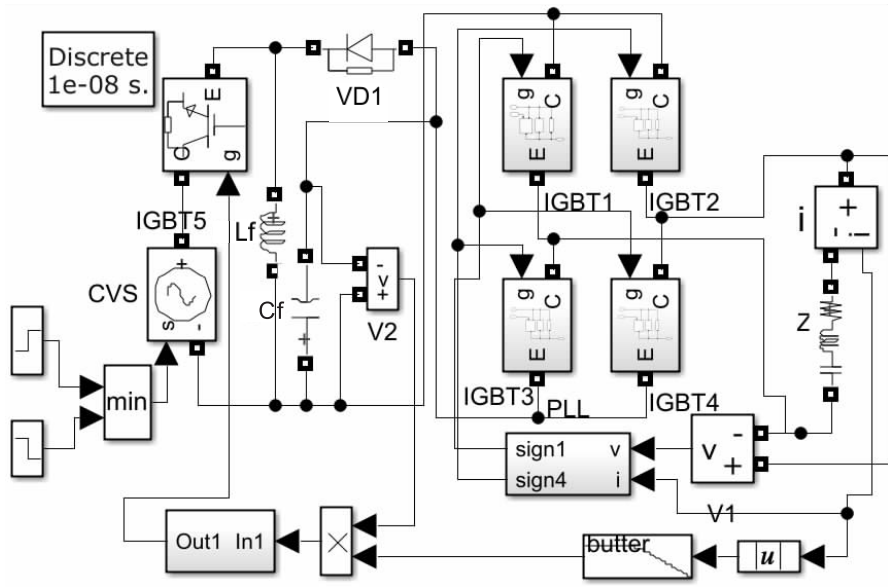 Discrete
1e-08 s.
E
C
g
IGBT5
VD1
g
C
E
IGBT1
g
C
E
IGBT2
i
+
-
i
CVS
+
s
-
Lf
Cf
+
-
v
+
V2
g
C
E
IGBT3
g
C
E
IGBT4
Z
min
PLL
sign1
v
sign4
i
v
-
+
V1
Out1
In1
×
butter
|u|